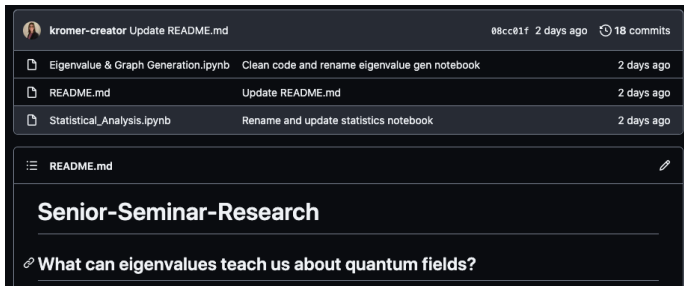 kromer-creator Update README.md 08cc01f 2 days ago 18 commits
Eigenvalue & Graph Generation.ipynb Clean code and rename eigenvalue gen notebook 2 days ago
README.md Update README.md 2 days ago
Statistical_Analysis.ipynb Rename and update statistics notebook 2 days ago
README.md
Senior-Seminar-Research
What can eigenvalues teach us about quantum fields?